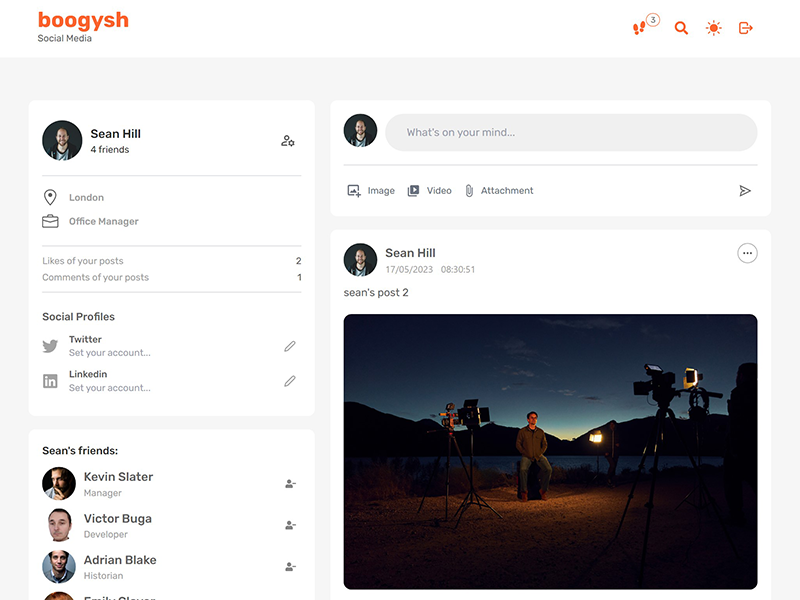 boogysh
Social Media
3
Sean Hill
4 friends
London
Office Manager
Likes of your posts 2
Comments of your posts 1
Social Profiles
Twitter
Set your account...
Linkedin
Set your account...
Sean's friends:
Kevin Slater
Manager
Victor Buga
Developer
Adrian Blake
Historian
What's on your mind...
Image Video Attachment
Sean Hill
17/05/2023 08:30:51
sean's post 2